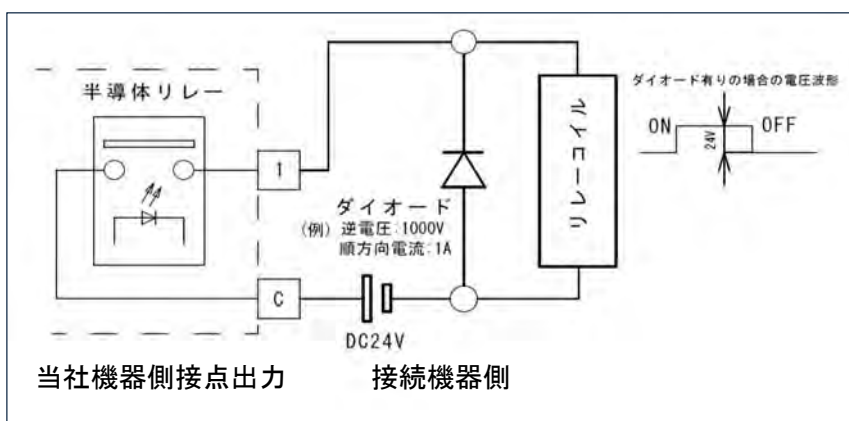 半導体リレー
1
C
ダイオード
(例) 逆電圧:1000V
順方向電流:1A
DC24V
リレーコイル
ダイオード有りの場合の電圧波形
ON
24V
OFF
当社機器側接点出力
接続機器側